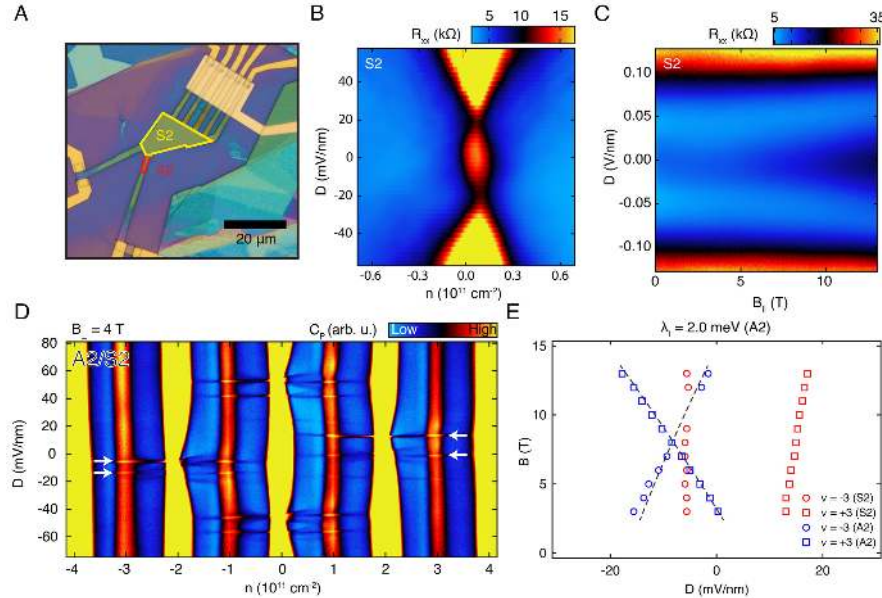 A
S2
A2
20 µm
B
Rxx (kΩ)
5 10 15
S2
D (mV/nm)
40
20
0
-20
-40
-0.6 -0.3 0.0 0.3 0.6
n (10¹¹ cm⁻²)
C
Rxx (kΩ)
5 35
S2
D (V/nm)
0.10
0.05
0.00
-0.05
-0.10
0 5 10
B∥ (T)
D
B⊥ = 4 T
CP (arb. u.) Low High
A2/S2
D (mV/nm)
80
60
40
20
0
-20
-40
-60
-4 -3 -2 -1 0 1 2 3 4
n (10¹¹ cm⁻²)
E
λI = 2.0 meV (A2)
B (T)
15
10
5
0
ν = -3 (S2)
ν = +3 (S2)
ν = -3 (A2)
ν = +3 (A2)
-20 0 20
D (mV/nm)